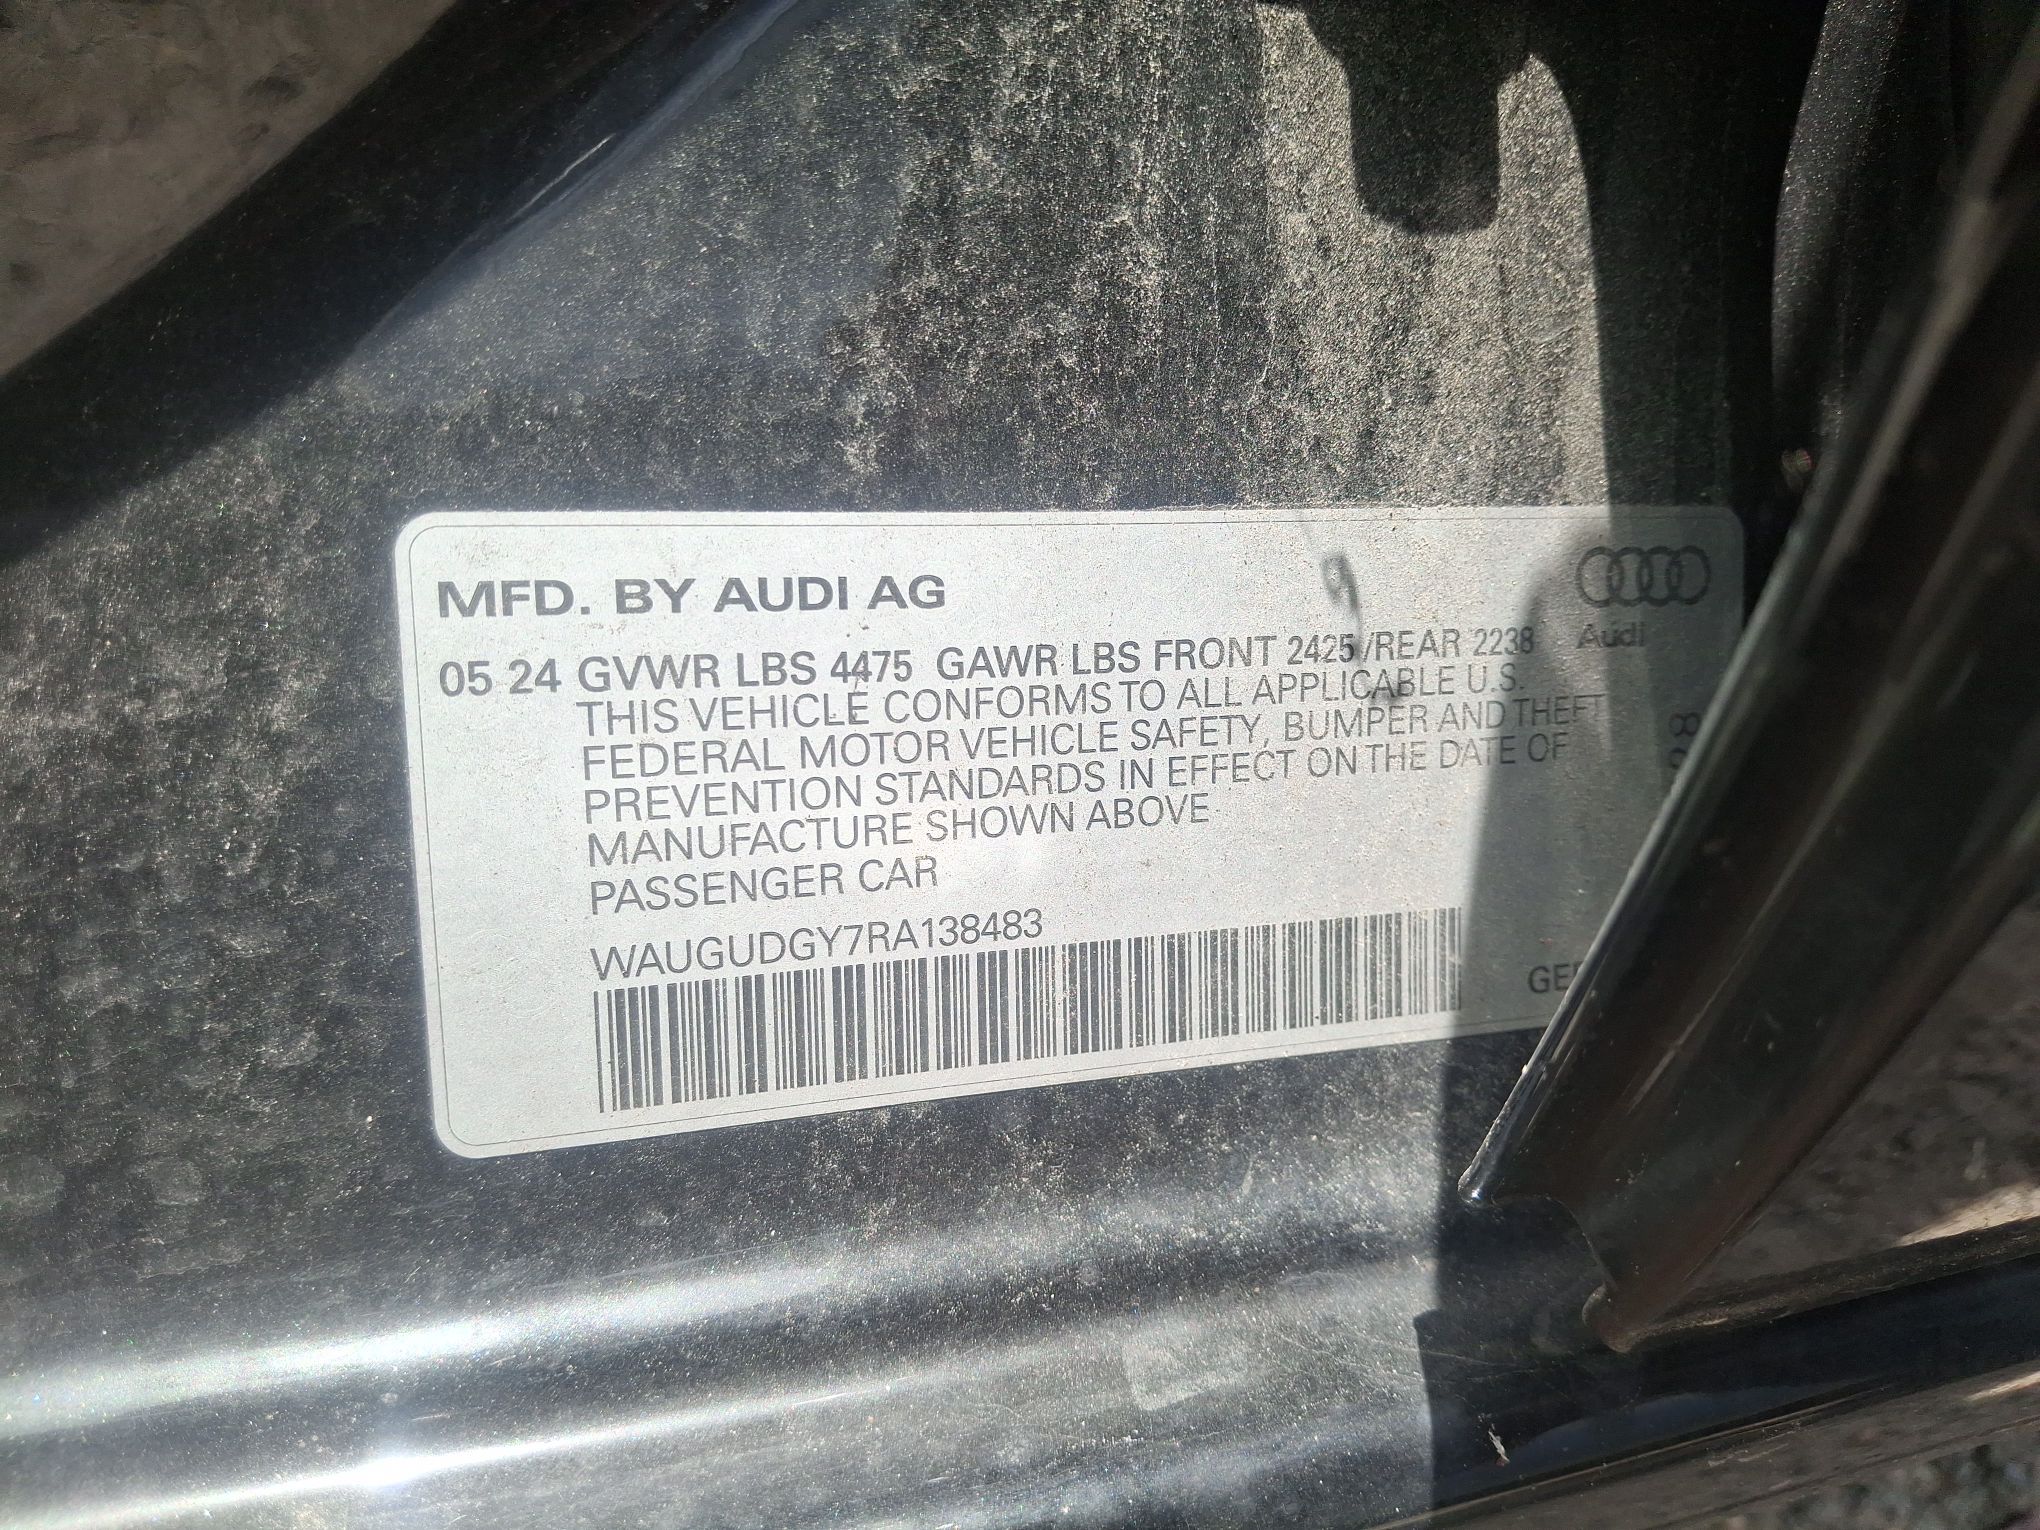 MFD. BY AUDI AG
Audi
05 24 GVWR LBS 4475 GAWR LBS FRONT 2425 /REAR 2238
THIS VEHICLE CONFORMS TO ALL APPLICABLE U.S.
FEDERAL MOTOR VEHICLE SAFETY, BUMPER AND THEFT
PREVENTION STANDARDS IN EFFECT ON THE DATE OF
MANUFACTURE SHOWN ABOVE
PASSENGER CAR
WAUGUDGY7RA138483